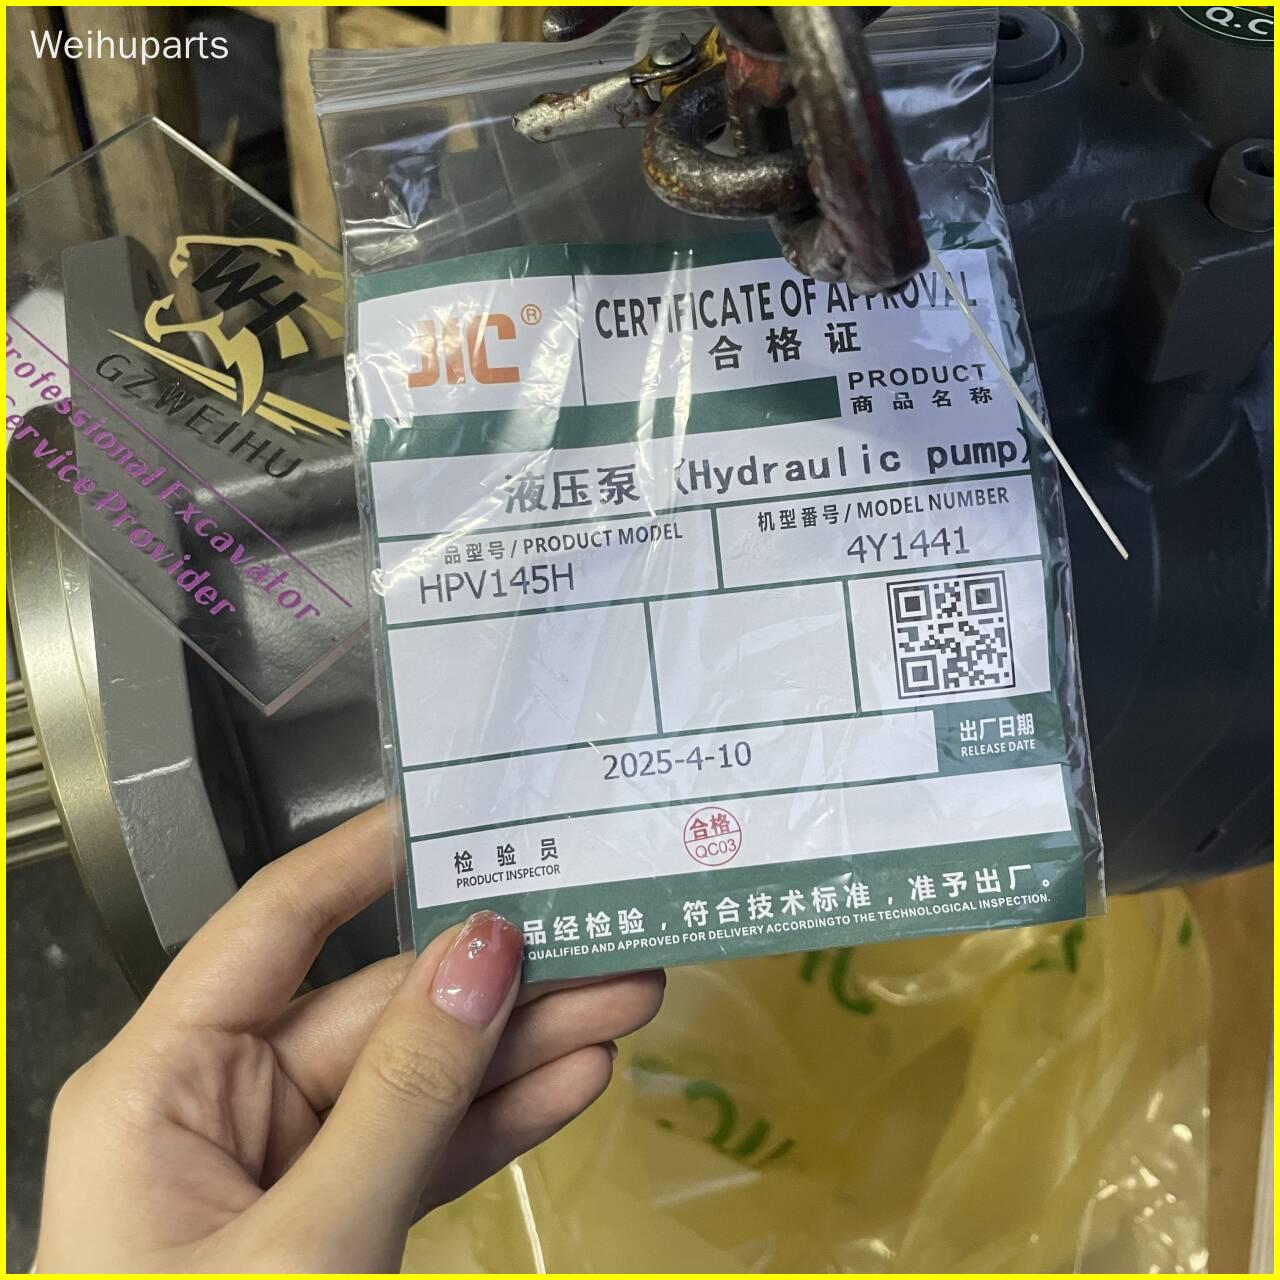 Weihuparts
Q.C
WH
GZWEIHU
Professional Excavator
Service Provider
JIC®
CERTIFICATE OF APPROVAL
合格证
PRODUCT
商品名称
液压泵 (Hydraulic pump)
品型号/PRODUCT MODEL
HPV145H
机型番号/MODEL NUMBER
4Y1441
2025-4-10
出厂日期
RELEASE DATE
检验员
PRODUCT INSPECTOR
合格
QC03
品经检验，符合技术标准，准予出厂。
QUALIFIED AND APPROVED FOR DELIVERY ACCORDINGTO THE TECHNOLOGICAL INSPECTION.
JIC